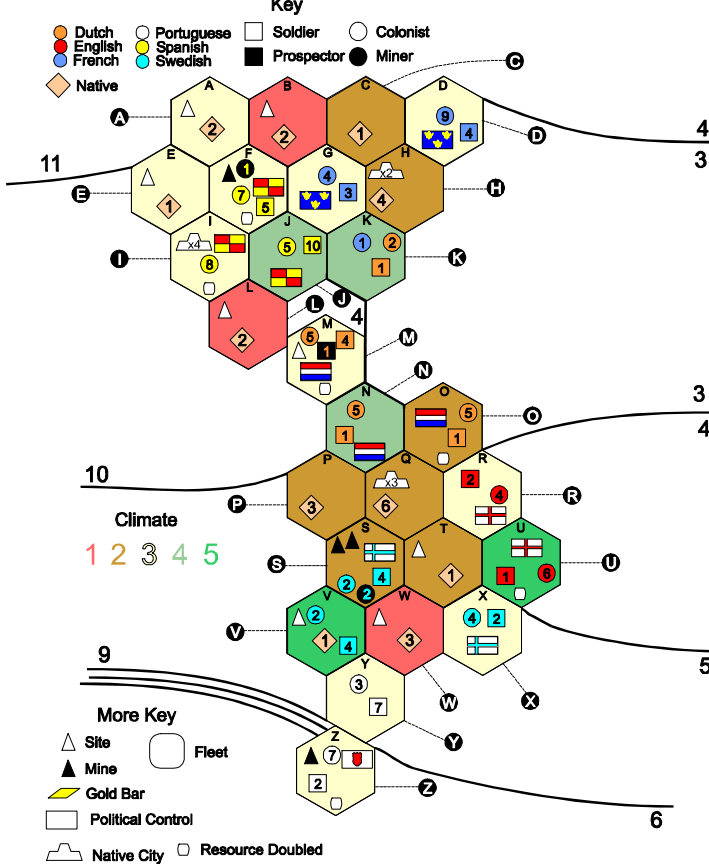 Key
Dutch
Portuguese
Soldier
Colonist
English
Spanish
French
Swedish
Prospector
Miner
Native
C
A B C D
2 2 1 9 4
A
D
4
3
11
E F G H
1 1 7 5 4 3 x2 4
E
H
I J K
x4 8 5 10 1 2 1
I
K
L
2
L
J
4
M
5 4 1
M
N
N O
5 1 5 1
O
3
4
10
P Q R
3 x3 6 2 4
P
R
Climate
1 2 3 4 5
S T U
2 4 2 1 1 6
S
U
V W X
2 1 4 3 4 2
V
5
9
Y
3 7
W
X
Y
More Key
Site
Fleet
Mine
Gold Bar
Political Control
Native City
Resource Doubled
Z
7 2
Z
6